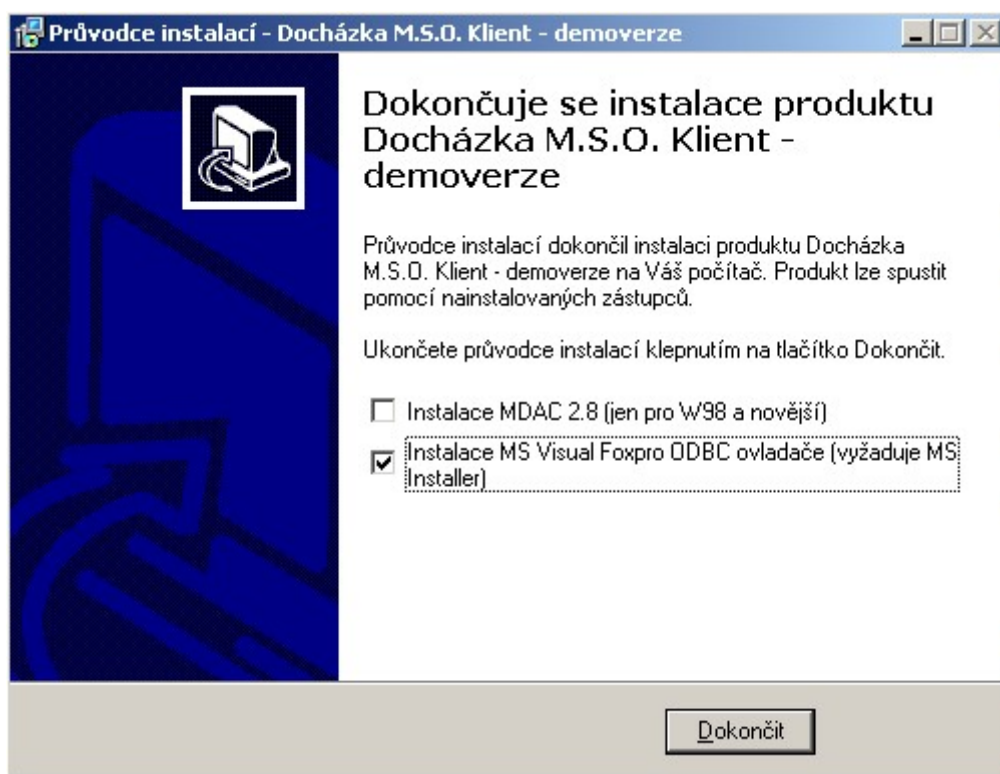 Průvodce instalací - Docházka M.S.O. Klient - demoverze
Dokončuje se instalace produktu
Docházka M.S.O. Klient -
demoverze
Průvodce instalací dokončil instalaci produktu Docházka
M.S.O. Klient - demoverze na Váš počítač. Produkt lze spustit
pomocí nainstalovaných zástupců.
Ukončete průvodce instalací klepnutím na tlačítko Dokončit.
Instalace MDAC 2.8 (jen pro W98 a novější)
Instalace MS Visual Foxpro ODBC ovladače (vyžaduje MS
Installer)
Dokončit